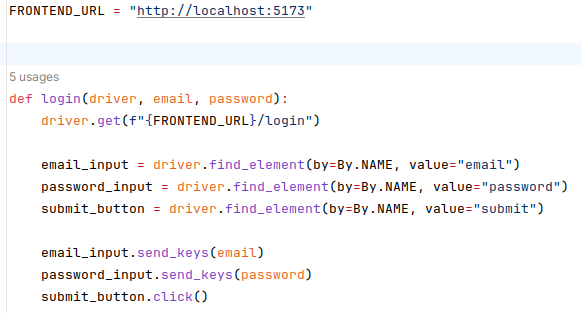 FRONTEND_URL = "http://localhost:5173"
5 usages
def login(driver, email, password):
    driver.get(f"{FRONTEND_URL}/login")
    email_input = driver.find_element(by=By.NAME, value="email")
    password_input = driver.find_element(by=By.NAME, value="password")
    submit_button = driver.find_element(by=By.NAME, value="submit")
    email_input.send_keys(email)
    password_input.send_keys(password)
    submit_button.click()